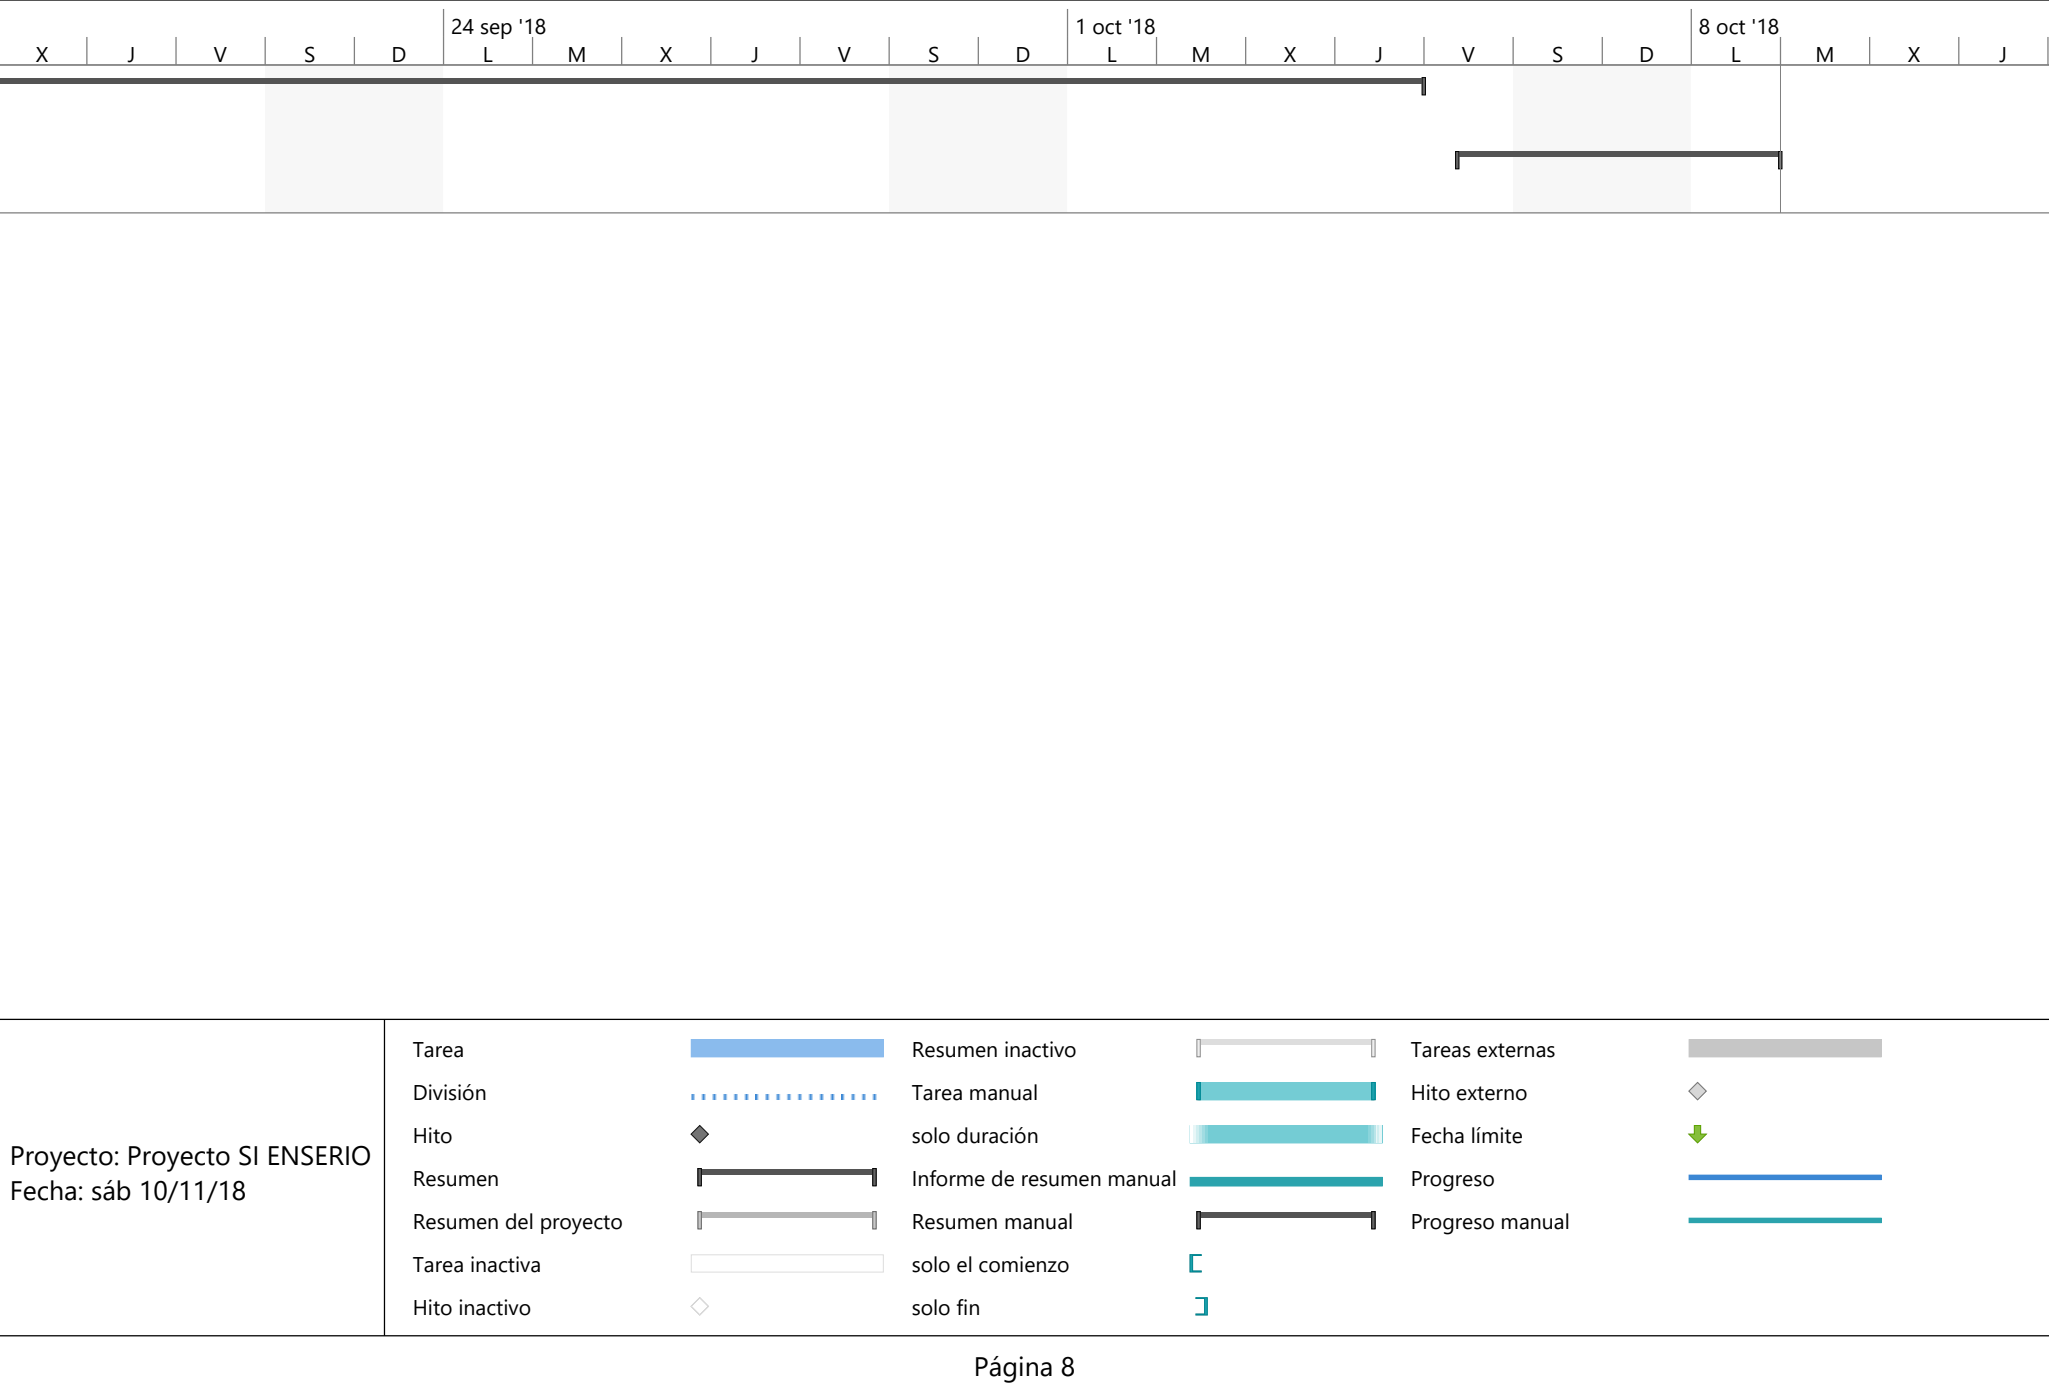 24 sep '18 1 oct '18 8 oct '18
X J V S D L M X J V S D L M X J V S D L M X J
Tarea Resumen inactivo Tareas externas
División Tarea manual Hito externo
Hito solo duración Fecha límite
Proyecto: Proyecto SI ENSERIO
Fecha: sáb 10/11/18
Resumen Informe de resumen manual Progreso
Resumen del proyecto Resumen manual Progreso manual
Tarea inactiva solo el comienzo
Hito inactivo solo fin
Página 8